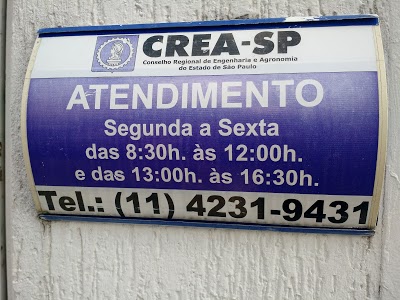 CREA-SP
Conselho Regional de Engenharia e Agronomia
do Estado de São Paulo
ATENDIMENTO
Segunda a Sexta
das 8:30h. às 12:00h.
e das 13:00h. às 16:30h.
Tel.: (11) 4231-9431